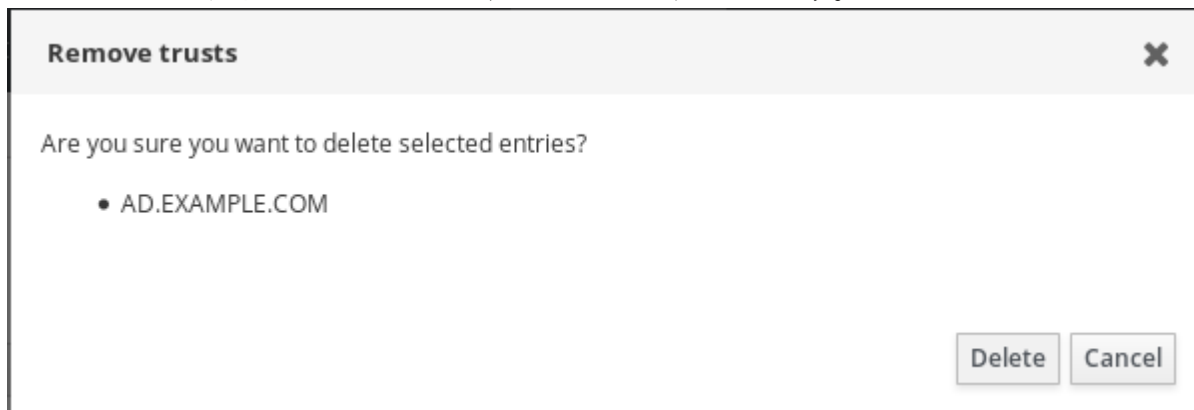 Remove trusts
Are you sure you want to delete selected entries?
• AD.EXAMPLE.COM
Delete Cancel